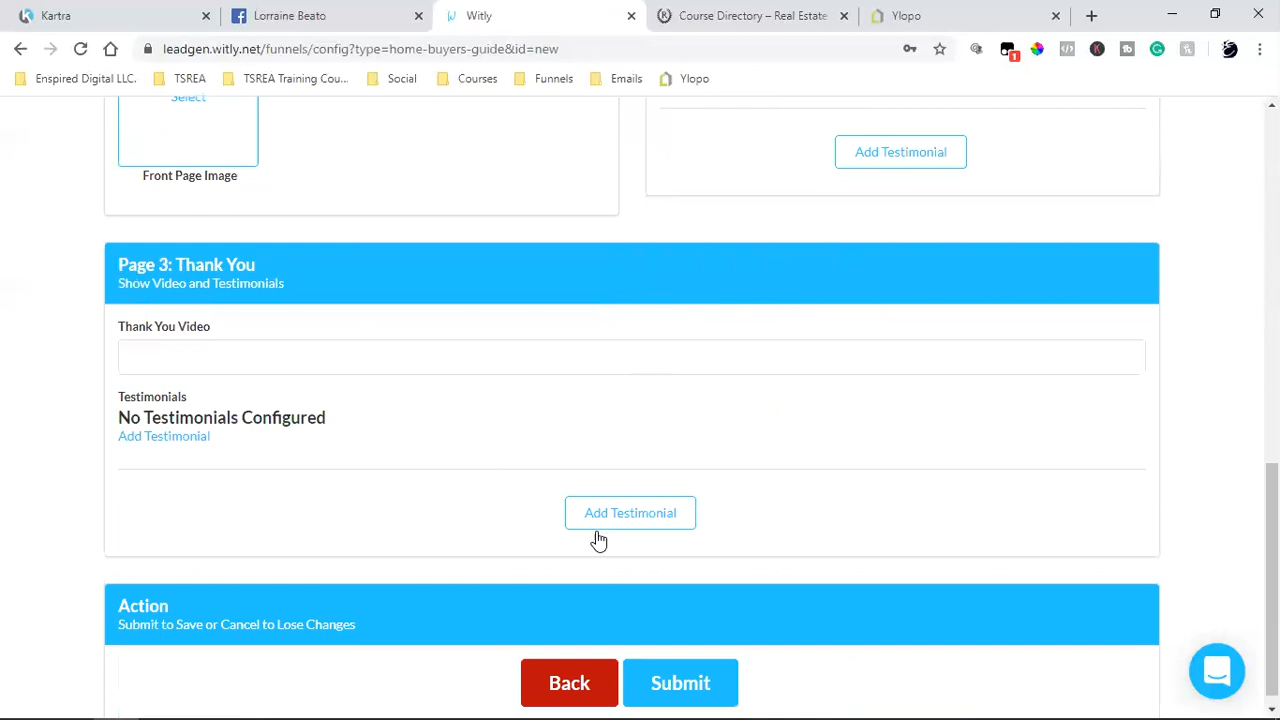 Kartra
Lorraine Beato
Witly
Course Directory – Real Estate
Ylopo
leadgen.witly.net/funnels/config?type=home-buyers-guide&id=new
1
Enspired Digital LLC.
TSREA
TSREA Training Cou...
Social
Courses
Funnels
Emails
Ylopo
Select
Front Page Image
Add Testimonial
Page 3: Thank You
Show Video and Testimonials
Thank You Video
Testimonials
No Testimonials Configured
Add Testimonial
Add Testimonial
Action
Submit to Save or Cancel to Lose Changes
Back
Submit